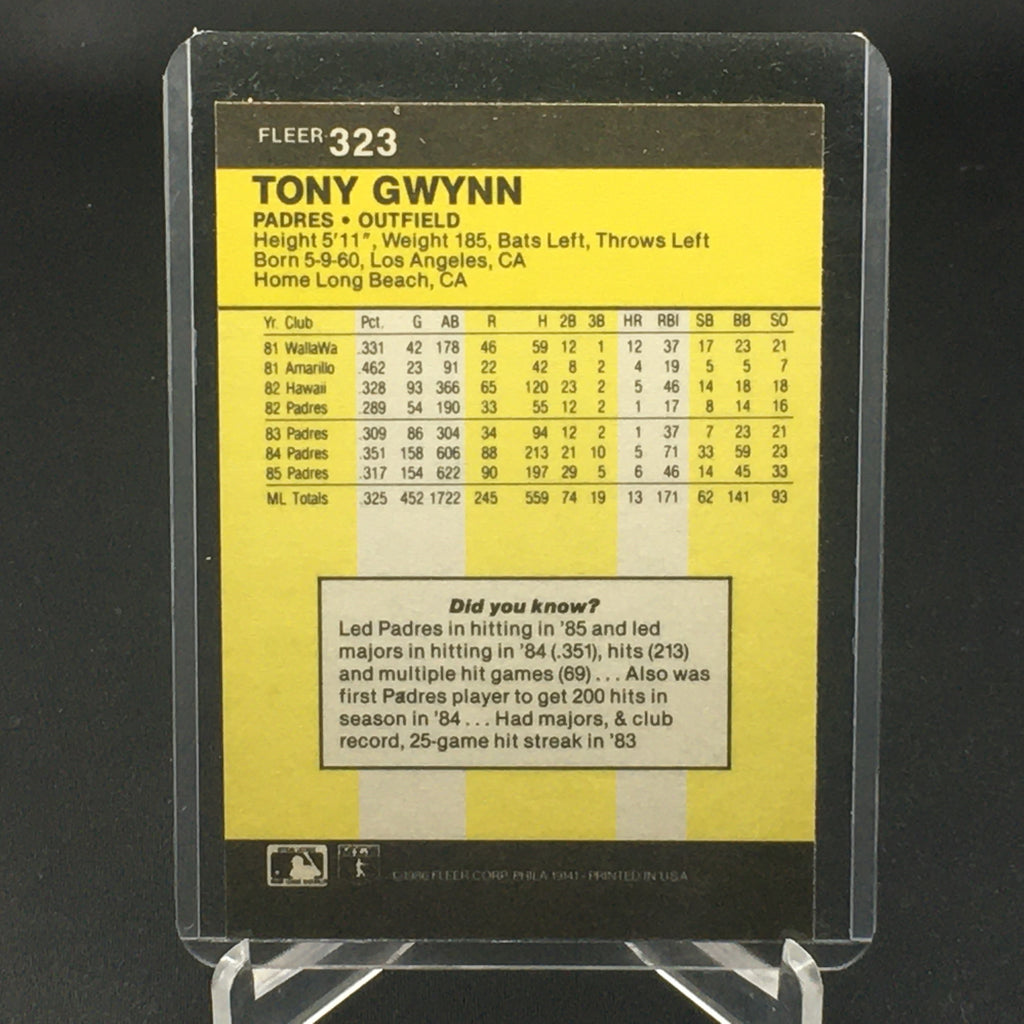 FLEER 323
TONY GWYNN
PADRES • OUTFIELD
Height 5'11", Weight 185, Bats Left, Throws Left
Born 5-9-60, Los Angeles, CA
Home Long Beach, CA
Yr. Club Pct. G AB R H 2B 3B HR RBI SB BB SO
81 WallaWa .331 42 178 46 59 12 1 12 37 17 23 21
81 Amarillo .462 23 91 22 42 8 2 4 19 5 5 7
82 Hawaii .328 93 366 65 120 23 2 5 46 14 18 18
82 Padres .289 54 190 33 55 12 2 1 17 8 14 16
83 Padres .309 86 304 34 94 12 2 1 37 7 23 21
84 Padres .351 158 606 88 213 21 10 5 71 33 59 23
85 Padres .317 154 622 90 197 29 5 6 46 14 45 33
ML Totals .325 452 1722 245 559 74 19 13 171 62 141 93
Did you know?
Led Padres in hitting in '85 and led
majors in hitting in '84 (.351), hits (213)
and multiple hit games (69) . . . Also was
first Padres player to get 200 hits in
season in '84 . . . Had majors, & club
record, 25-game hit streak in '83
©1986 FLEER CORP. PHILA 19141 - PRINTED IN U.S.A.